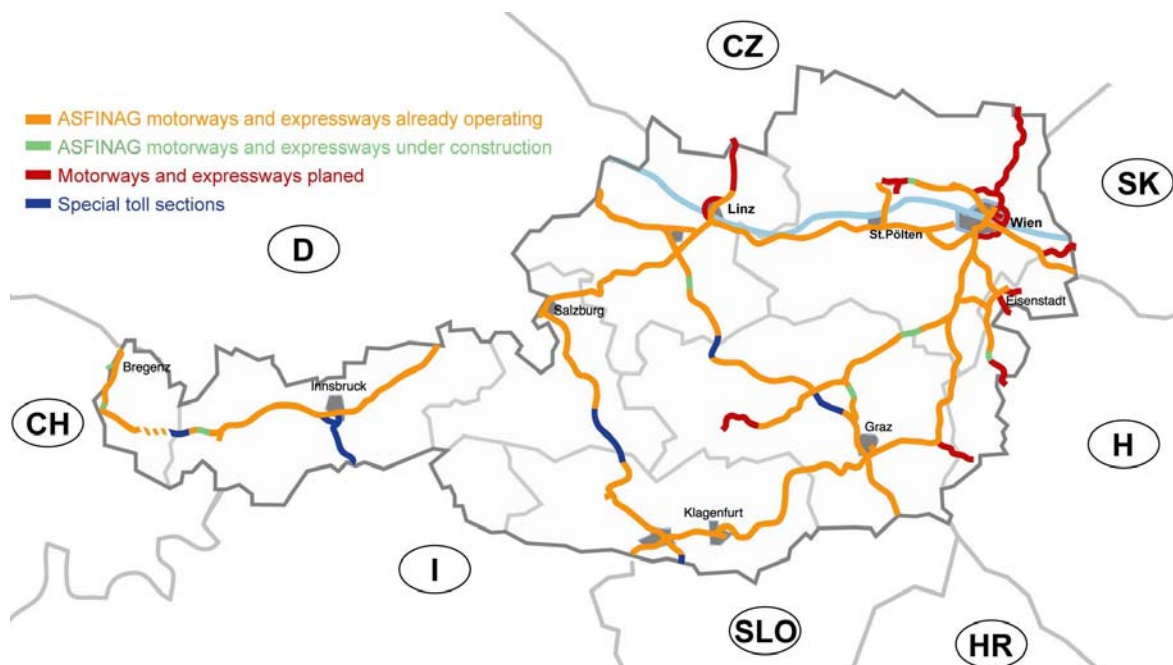 CZ
ASFINAG motorways and expressways already operating
ASFINAG motorways and expressways under construction
Motorways and expressways planed
Special toll sections
SK
Linz
Wien
St.Pölten
D
Eisenstadt
Salzburg
Bregenz
Innsbruck
CH
Graz
H
Klagenfurt
I
SLO
HR